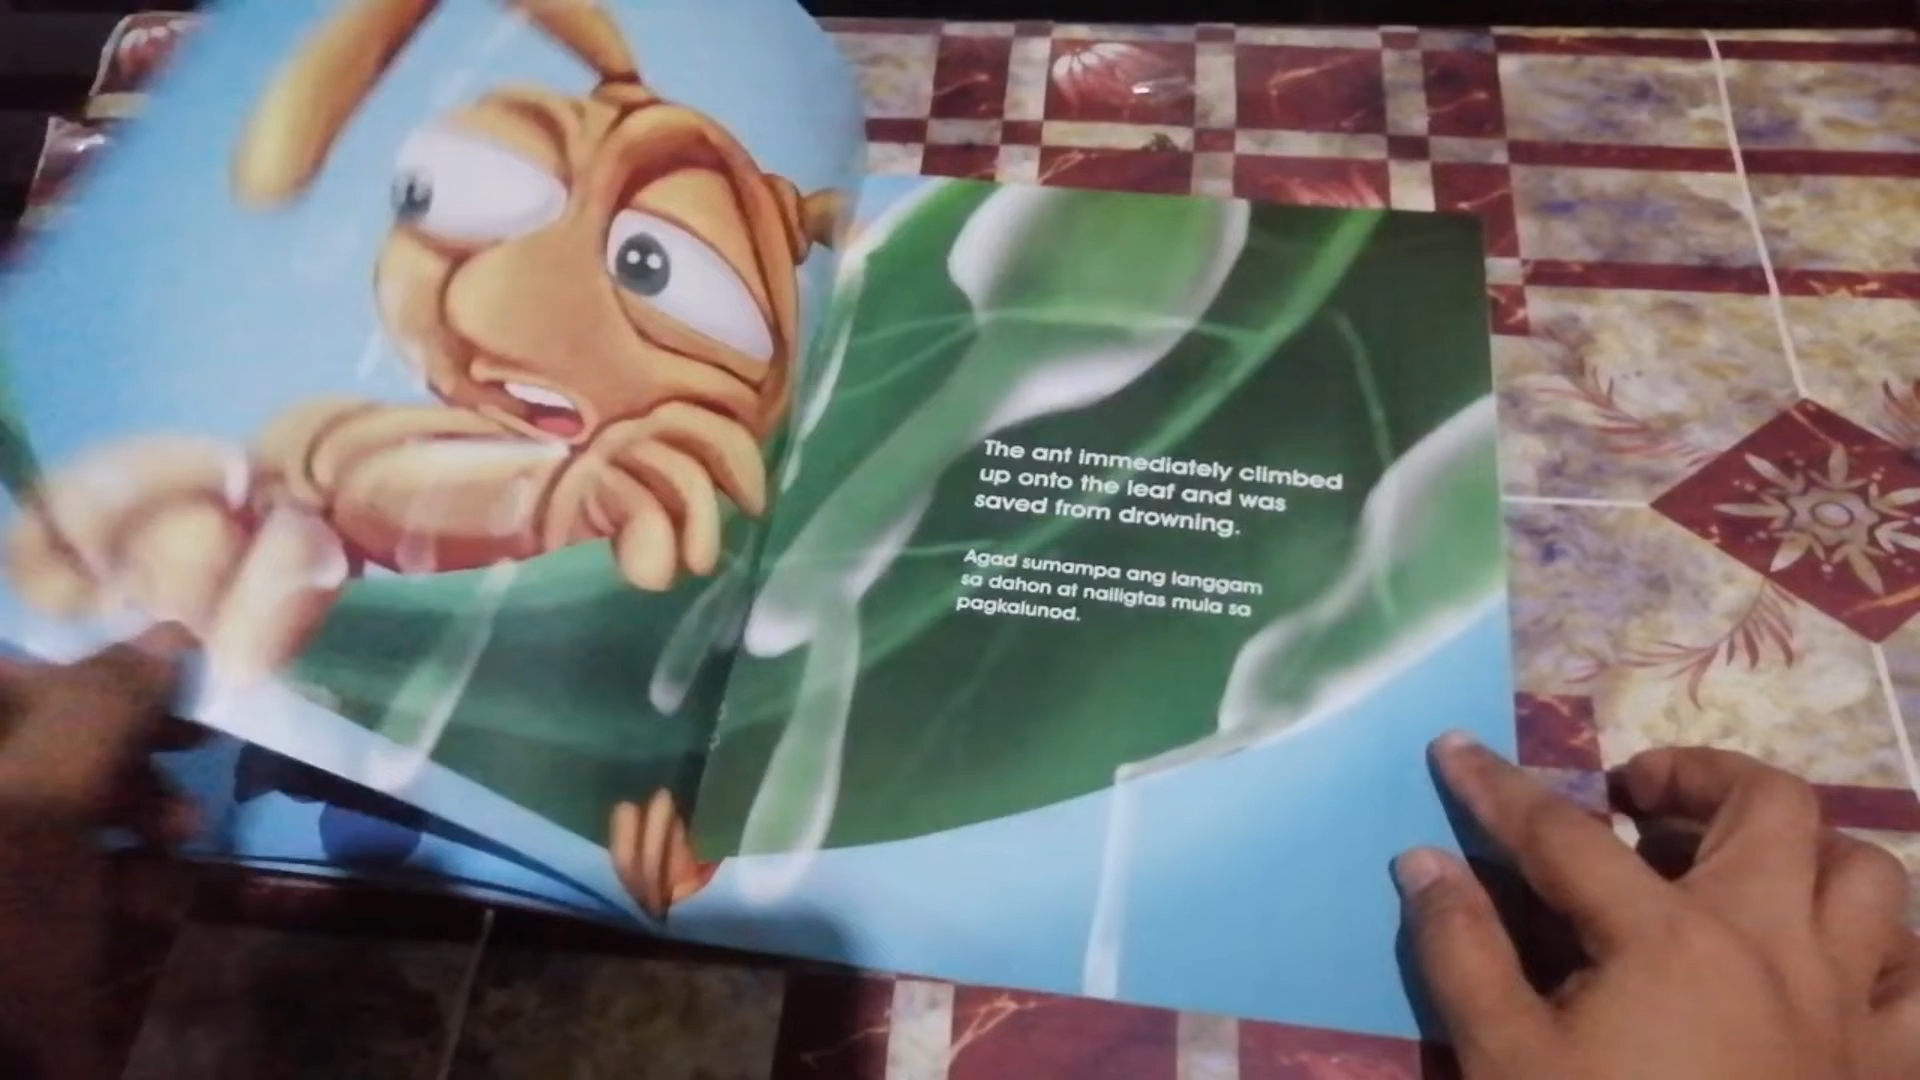 The ant immediately climbed
up onto the leaf and was
saved from drowning.
Agad sumampa ang langgam
sa dahon at nailigtas mula sa
pagkalunod.